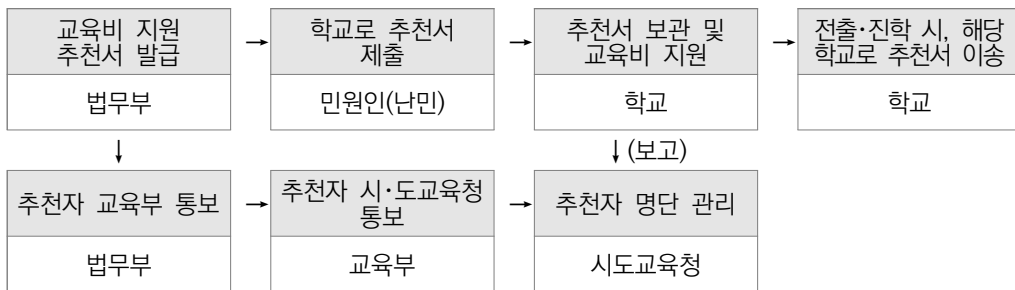 교육비 지원
추천서 발급
법무부
→
학교로 추천서
제출
민원인(난민)
→
추천서 보관 및
교육비 지원
학교
→
전출·진학 시, 해당
학교로 추천서 이송
학교
↓
↓ (보고)
추천자 교육부 통보
법무부
→
추천자 시·도교육청
통보
교육부
→
추천자 명단 관리
시도교육청